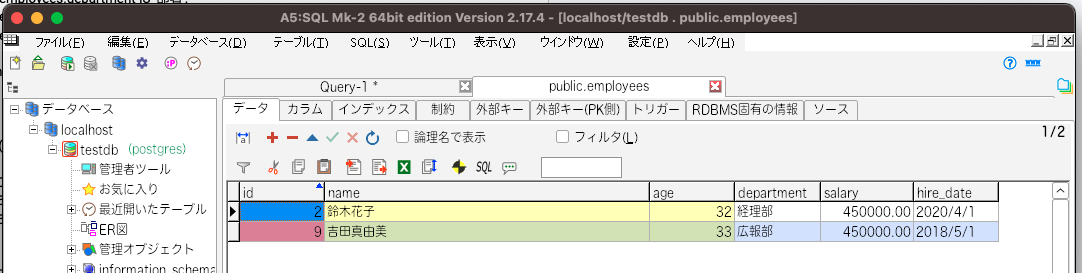 A5:SQL Mk-2 64bit edition Version 2.17.4 - [localhost/testdb . public.employees]
ファイル(F) 編集(E) データベース(D) テーブル(T) SQL(S) ツール(T) 表示(V) ウインドウ(W) 設定(P) ヘルプ(H)
Query-1 * public.employees
データベース
localhost
testdb (postgres)
管理者ツール
お気に入り
最近開いたテーブル
ER図
管理オブジェクト
information_schema
データ カラム インデックス 制約 外部キー 外部キー(PK側) トリガー RDBMS固有の情報 ソース
論理名で表示 フィルタ(L) 1/2
SQL
id name age department salary hire_date
2 鈴木花子 32 経理部 450000.00 2020/4/1
9 吉田真由美 33 広報部 450000.00 2018/5/1